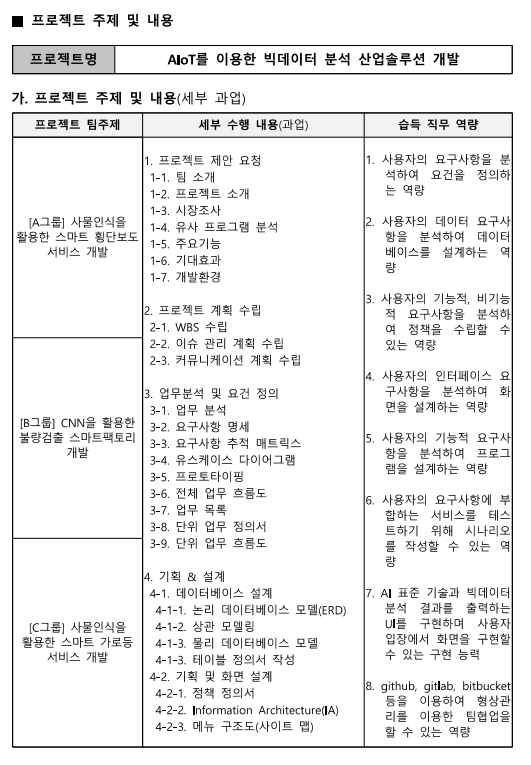 ■ 프로젝트 주제 및 내용
프로젝트명
AIoT를 이용한 빅데이터 분석 산업솔루션 개발
가. 프로젝트 주제 및 내용(세부 과업)
프로젝트 팀주제
세부 수행 내용(과업)
습득 직무 역량
[A그룹] 사물인식을
활용한 스마트 횡단보도
서비스 개발
[B그룹] CNN을 활용한
불량검출 스마트팩토리
개발
[C그룹] 사물인식을
활용한 스마트 가로등
서비스 개발
1. 프로젝트 제안 요청
1-1. 팀 소개
1-2. 프로젝트 소개
1-3. 시장조사
1-4. 유사 프로그램 분석
1-5. 주요기능
1-6. 기대효과
1-7. 개발환경
2. 프로젝트 계획 수립
2-1. WBS 수립
2-2. 이슈 관리 계획 수립
2-3. 커뮤니케이션 계획 수립
3. 업무분석 및 요건 정의
3-1. 업무 분석
3-2. 요구사항 명세
3-3. 요구사항 추적 매트릭스
3-4. 유스케이스 다이어그램
3-5. 프로토타이핑
3-6. 전체 업무 흐름도
3-7. 업무 목록
3-8. 단위 업무 정의서
3-9. 단위 업무 흐름도
4. 기획 & 설계
4-1. 데이터베이스 설계
4-1-1. 논리 데이터베이스 모델(ERD)
4-1-2. 상관 모델링
4-1-3. 물리 데이터베이스 모델
4-1-3. 테이블 정의서 작성
4-2. 기획 및 화면 설계
4-2-1. 정책 정의서
4-2-2. Information Architecture(IA)
4-2-3. 메뉴 구조도(사이트 맵)
1. 사용자의 요구사항을 분
석하여 요건을 정의하
는 역량
2. 사용자의 데이터 요구사
항을 분석하여 데이터
베이스를 설계하는 역
량
3. 사용자의 기능적, 비기능
적 요구사항을 분석하
여 정책을 수립할 수
있는 역량
4. 사용자의 인터페이스 요
구사항을 분석하여 화
면을 설계하는 역량
5. 사용자의 기능적 요구사
항을 분석하여 프로그
램을 설계하는 역량
6. 사용자의 요구사항에 부
합하는 서비스를 테스
트하기 위해 시나리오
를 작성할 수 있는 역
량
7. AI 표준 기술과 빅데이터
분석 결과를 출력하는
UI를 구현하며 사용자
입장에서 화면을 구현할
수 있는 구현 능력
8. github, gitlab, bitbucket
등을 이용하여 형상관
리를 이용한 팀협업을
할 수 있는 역량